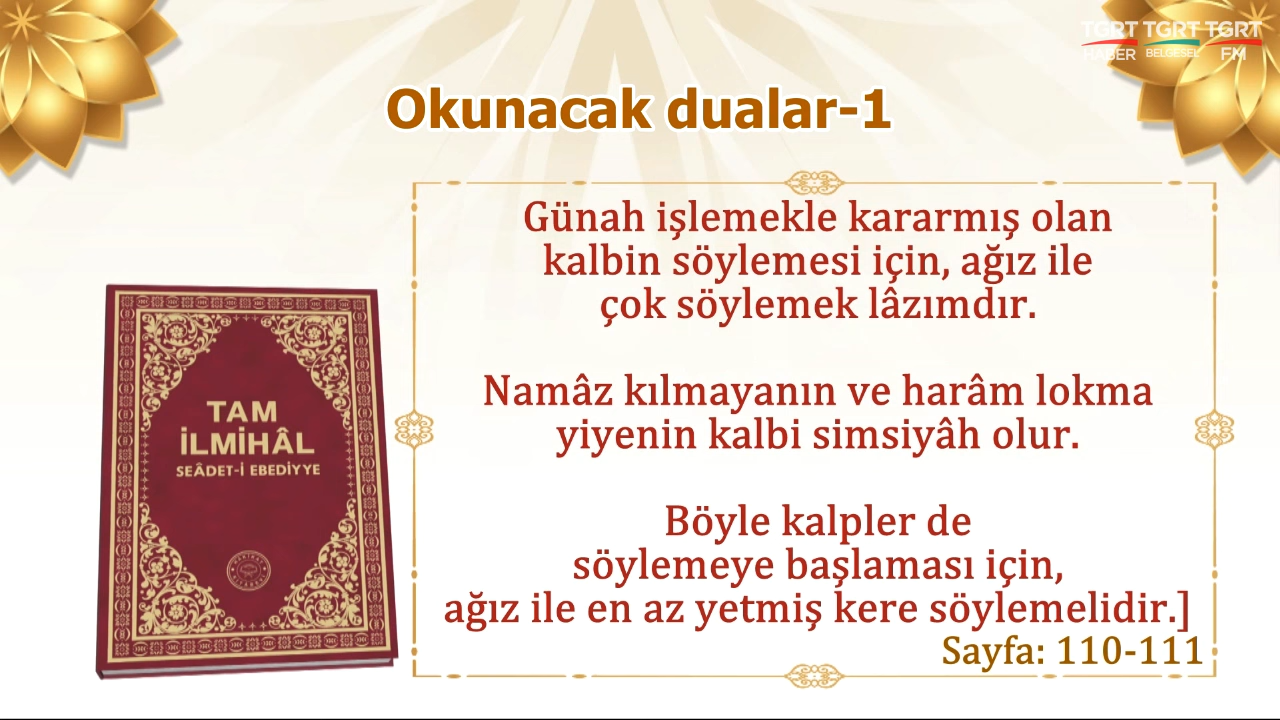 TGRT TGRT TGRT
HABER BELGESEL FM
Okunacak dualar-1
Günah işlemekle kararmış olan
kalbin söylemesi için, ağız ile
çok söylemek lâzımdır.
Namâz kılmayanın ve harâm lokma
yiyenin kalbi simsiyâh olur.
Böyle kalpler de
söylemeye başlaması için,
ağız ile en az yetmiş kere söylemelidir.]
Sayfa: 110-111
TAM
İLMİHÂL
SEÂDET-İ EBEDİYYE